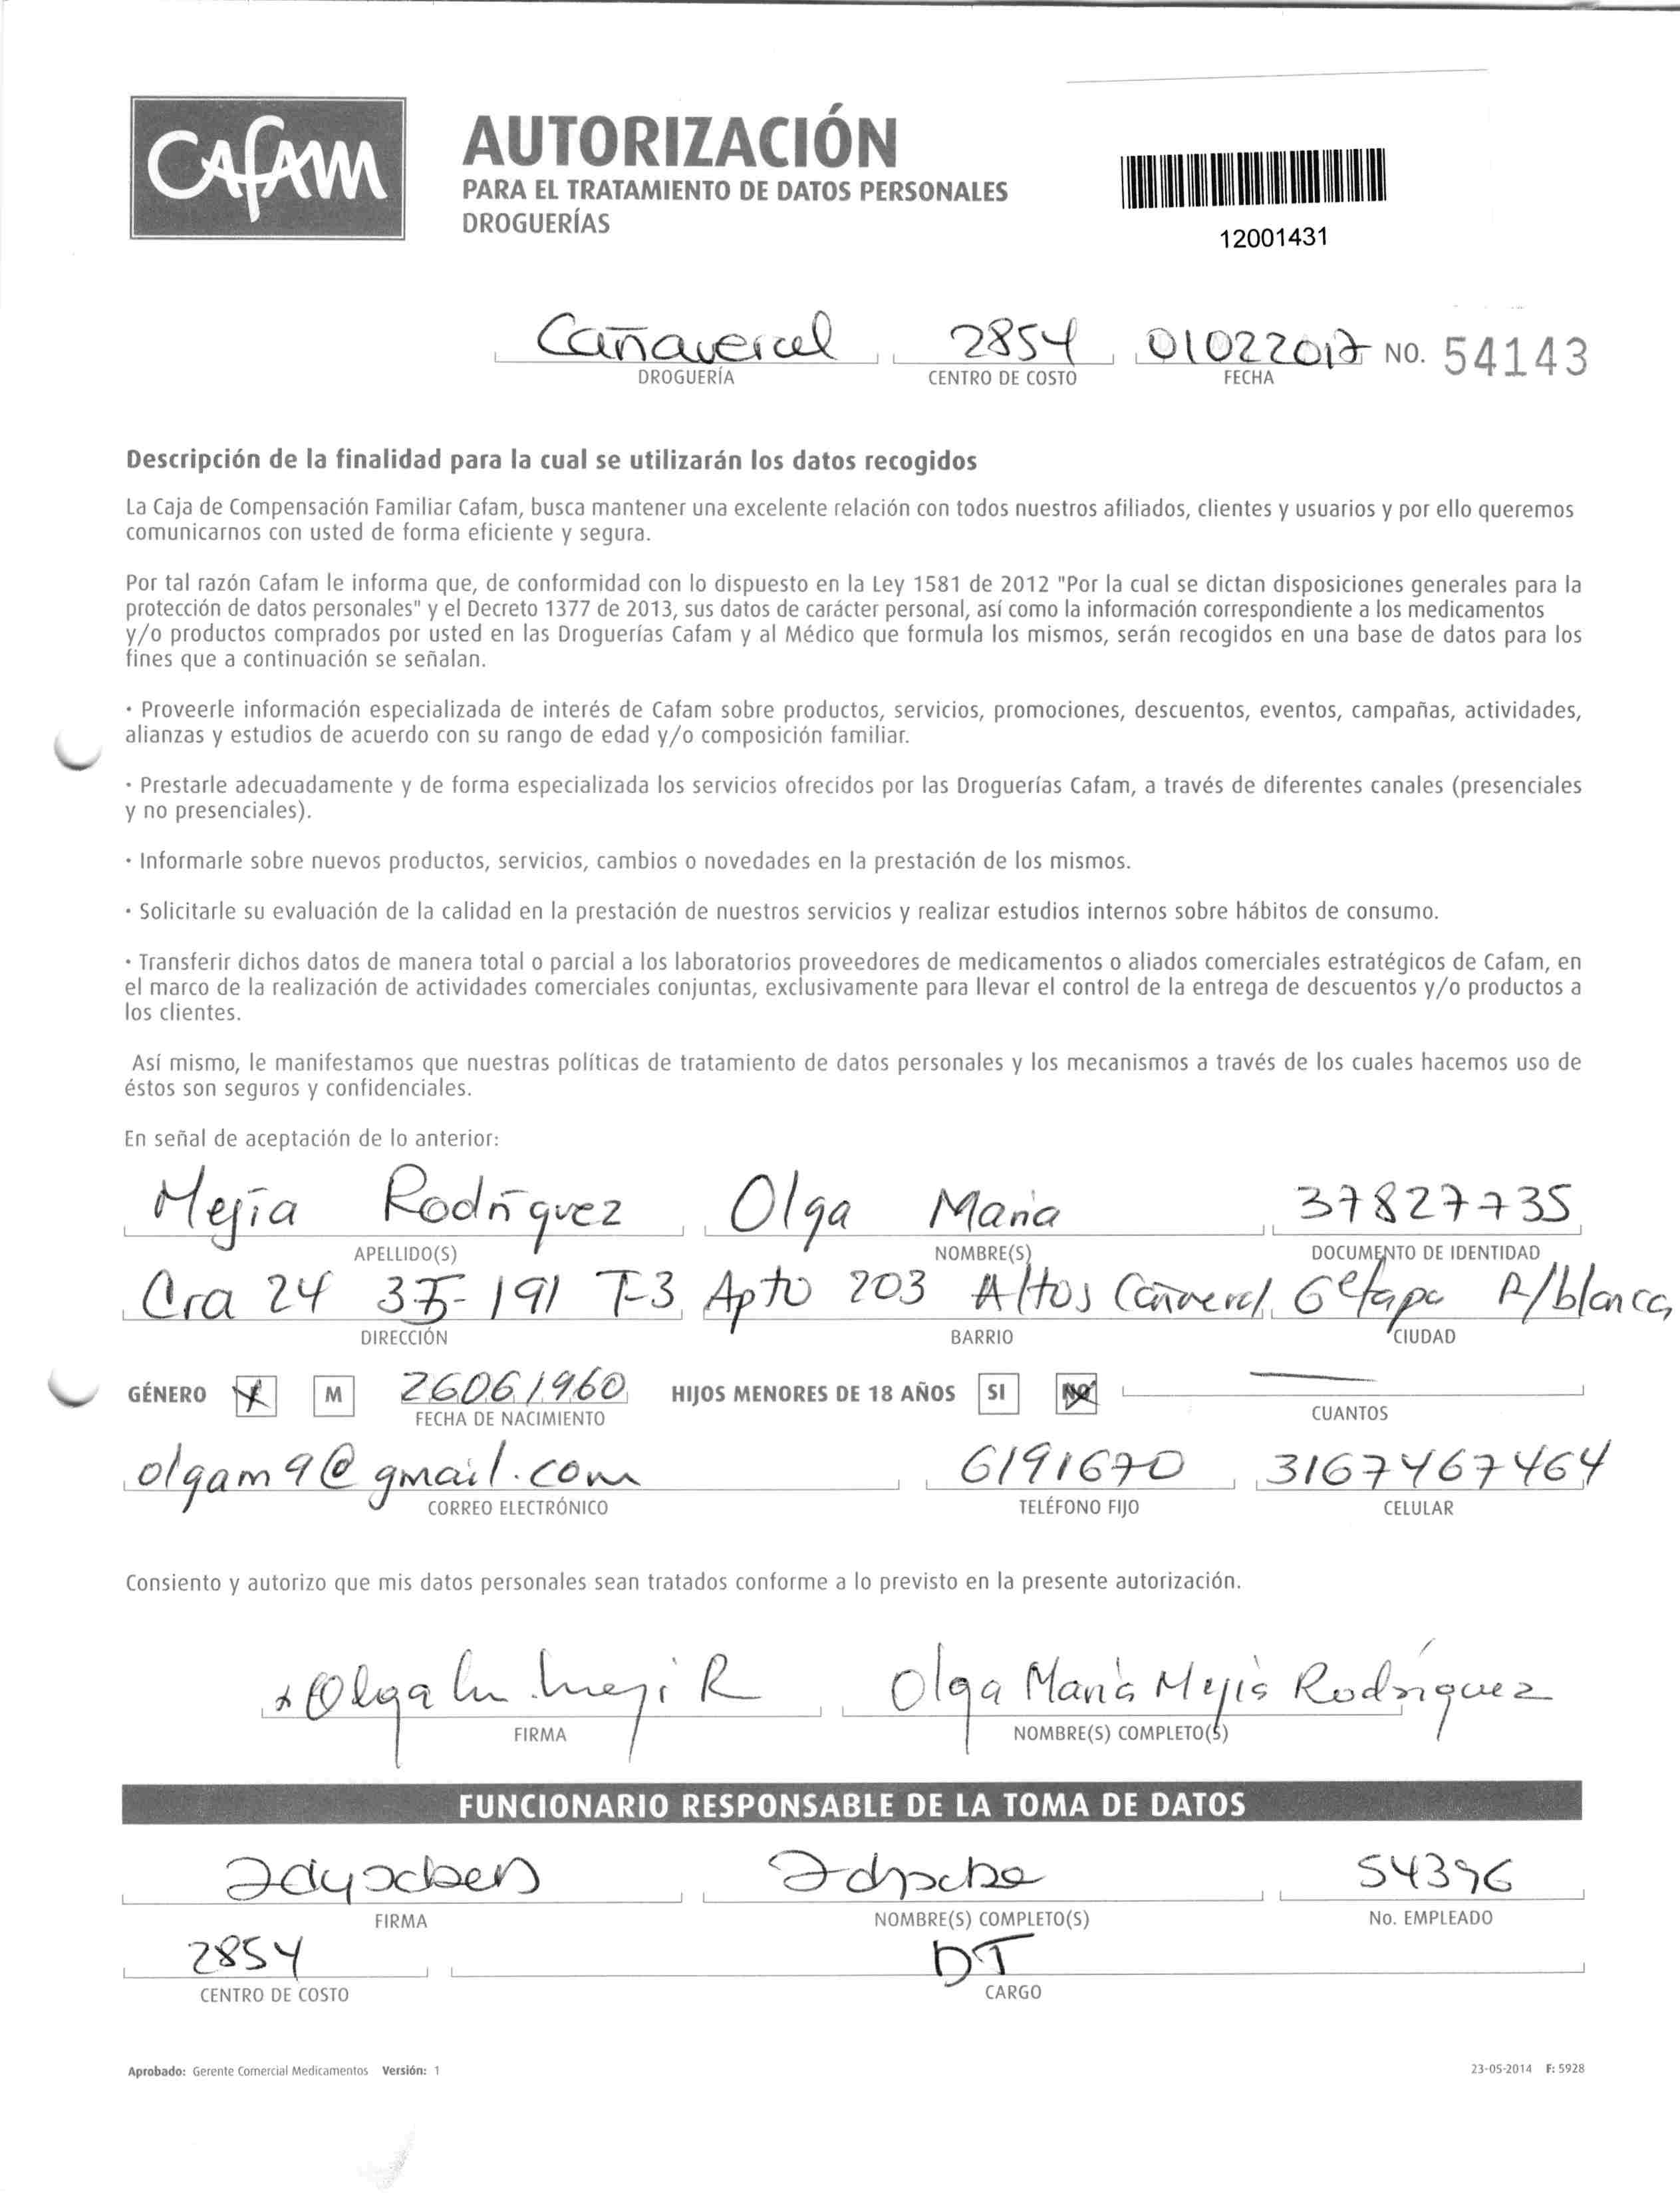 Cafam
AUTORIZACIÓN
PARA EL TRATAMIENTO DE DATOS PERSONALES
DROGUERÍAS
12001431
Cañaveral 2854 01022017 NO. 54143
DROGUERÍA CENTRO DE COSTO FECHA
Descripción de la finalidad para la cual se utilizarán los datos recogidos
La Caja de Compensación Familiar Cafam, busca mantener una excelente relación con todos nuestros afiliados, clientes y usuarios y por ello queremos
comunicarnos con usted de forma eficiente y segura.
Por tal razón Cafam le informa que, de conformidad con lo dispuesto en la Ley 1581 de 2012 "Por la cual se dictan disposiciones generales para la
protección de datos personales" y el Decreto 1377 de 2013, sus datos de carácter personal, así como la información correspondiente a los medicamentos
y/o productos comprados por usted en las Droguerías Cafam y al Médico que formula los mismos, serán recogidos en una base de datos para los
fines que a continuación se señalan.
· Proveerle información especializada de interés de Cafam sobre productos, servicios, promociones, descuentos, eventos, campañas, actividades,
alianzas y estudios de acuerdo con su rango de edad y/o composición familiar.
· Prestarle adecuadamente y de forma especializada los servicios ofrecidos por las Droguerías Cafam, a través de diferentes canales (presenciales
y no presenciales).
· Informarle sobre nuevos productos, servicios, cambios o novedades en la prestación de los mismos.
· Solicitarle su evaluación de la calidad en la prestación de nuestros servicios y realizar estudios internos sobre hábitos de consumo.
· Transferir dichos datos de manera total o parcial a los laboratorios proveedores de medicamentos o aliados comerciales estratégicos de Cafam, en
el marco de la realización de actividades comerciales conjuntas, exclusivamente para llevar el control de la entrega de descuentos y/o productos a
los clientes.
Así mismo, le manifestamos que nuestras políticas de tratamiento de datos personales y los mecanismos a través de los cuales hacemos uso de
éstos son seguros y confidenciales.
En señal de aceptación de lo anterior:
Mejía Rodríguez Olga María 37827735
APELLIDO(S) NOMBRE(S) DOCUMENTO DE IDENTIDAD
Cra 24 35-191 T-3 Apto 203 Altos Cañaveral 6 etapa F/blanca
DIRECCIÓN BARRIO CIUDAD
GÉNERO M 26061960 HIJOS MENORES DE 18 AÑOS SI NO
FECHA DE NACIMIENTO CUANTOS
olgam9@gmail.com 6191670 3167467464
CORREO ELECTRÓNICO TELÉFONO FIJO CELULAR
Consiento y autorizo que mis datos personales sean tratados conforme a lo previsto en la presente autorización.
Olga Olga María Mejía Rodríguez
FIRMA NOMBRE(S) COMPLETO(S)
FUNCIONARIO RESPONSABLE DE LA TOMA DE DATOS
54396
FIRMA NOMBRE(S) COMPLETO(S) No. EMPLEADO
2854 DT
CENTRO DE COSTO CARGO
Aprobado: Gerente Comercial Medicamentos Versión: 1 23-05-2014 F: 5928